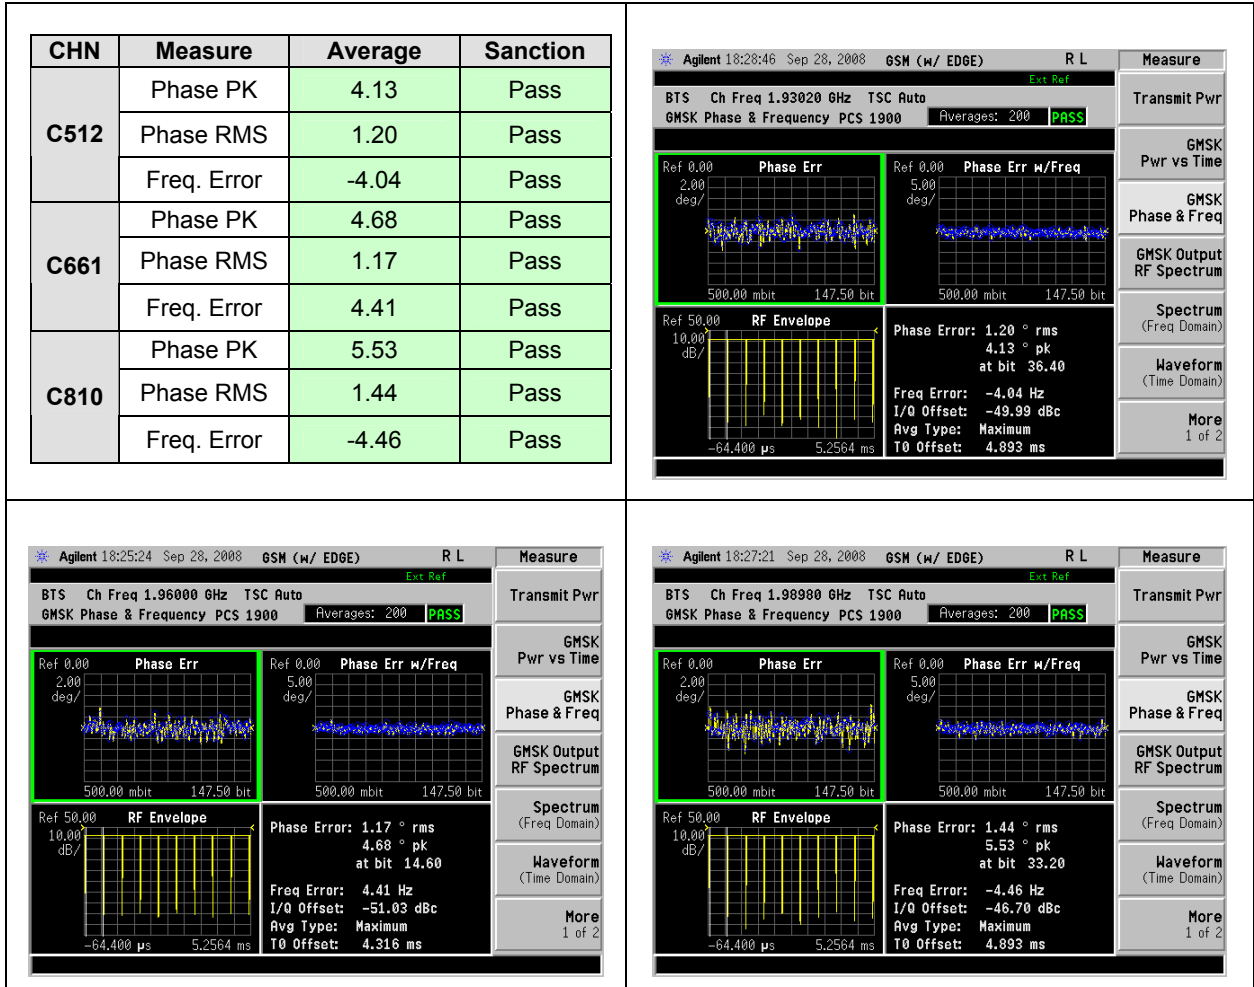 CHN Measure Average Sanction
C512
Phase PK 4.13 Pass
Phase RMS 1.20 Pass
Freq. Error -4.04 Pass
C661
Phase PK 4.68 Pass
Phase RMS 1.17 Pass
Freq. Error 4.41 Pass
C810
Phase PK 5.53 Pass
Phase RMS 1.44 Pass
Freq. Error -4.46 Pass
Agilent 18:28:46 Sep 28, 2008 GSM (w/ EDGE) R L
Ext Ref
BTS Ch Freq 1.93020 GHz TSC Auto
GMSK Phase & Frequency PCS 1900 Averages: 200 PASS
Ref 0.00 Phase Err
2.00
deg/
500.00 mbit 147.50 bit
Ref 0.00 Phase Err w/Freq
5.00
deg/
500.00 mbit 147.50 bit
Ref 50.00 RF Envelope
10.00
dB/
-64.400 µs 5.2564 ms
Phase Error: 1.20 ° rms
4.13 ° pk
at bit 36.40
Freq Error: -4.04 Hz
I/Q Offset: -49.99 dBc
Avg Type: Maximum
T0 Offset: 4.893 ms
Measure
Transmit Pwr
GMSK
Pwr vs Time
GMSK
Phase & Freq
GMSK Output
RF Spectrum
Spectrum
(Freq Domain)
Waveform
(Time Domain)
More
1 of 2
Agilent 18:25:24 Sep 28, 2008 GSM (w/ EDGE) R L
Ext Ref
BTS Ch Freq 1.96000 GHz TSC Auto
GMSK Phase & Frequency PCS 1900 Averages: 200 PASS
Ref 0.00 Phase Err
2.00
deg/
500.00 mbit 147.50 bit
Ref 0.00 Phase Err w/Freq
5.00
deg/
500.00 mbit 147.50 bit
Ref 50.00 RF Envelope
10.00
dB/
-64.400 µs 5.2564 ms
Phase Error: 1.17 ° rms
4.68 ° pk
at bit 14.60
Freq Error: 4.41 Hz
I/Q Offset: -51.03 dBc
Avg Type: Maximum
T0 Offset: 4.316 ms
Measure
Transmit Pwr
GMSK
Pwr vs Time
GMSK
Phase & Freq
GMSK Output
RF Spectrum
Spectrum
(Freq Domain)
Waveform
(Time Domain)
More
1 of 2
Agilent 18:27:21 Sep 28, 2008 GSM (w/ EDGE) R L
Ext Ref
BTS Ch Freq 1.98980 GHz TSC Auto
GMSK Phase & Frequency PCS 1900 Averages: 200 PASS
Ref 0.00 Phase Err
2.00
deg/
500.00 mbit 147.50 bit
Ref 0.00 Phase Err w/Freq
5.00
deg/
500.00 mbit 147.50 bit
Ref 50.00 RF Envelope
10.00
dB/
-64.400 µs 5.2564 ms
Phase Error: 1.44 ° rms
5.53 ° pk
at bit 33.20
Freq Error: -4.46 Hz
I/Q Offset: -46.70 dBc
Avg Type: Maximum
T0 Offset: 4.893 ms
Measure
Transmit Pwr
GMSK
Pwr vs Time
GMSK
Phase & Freq
GMSK Output
RF Spectrum
Spectrum
(Freq Domain)
Waveform
(Time Domain)
More
1 of 2